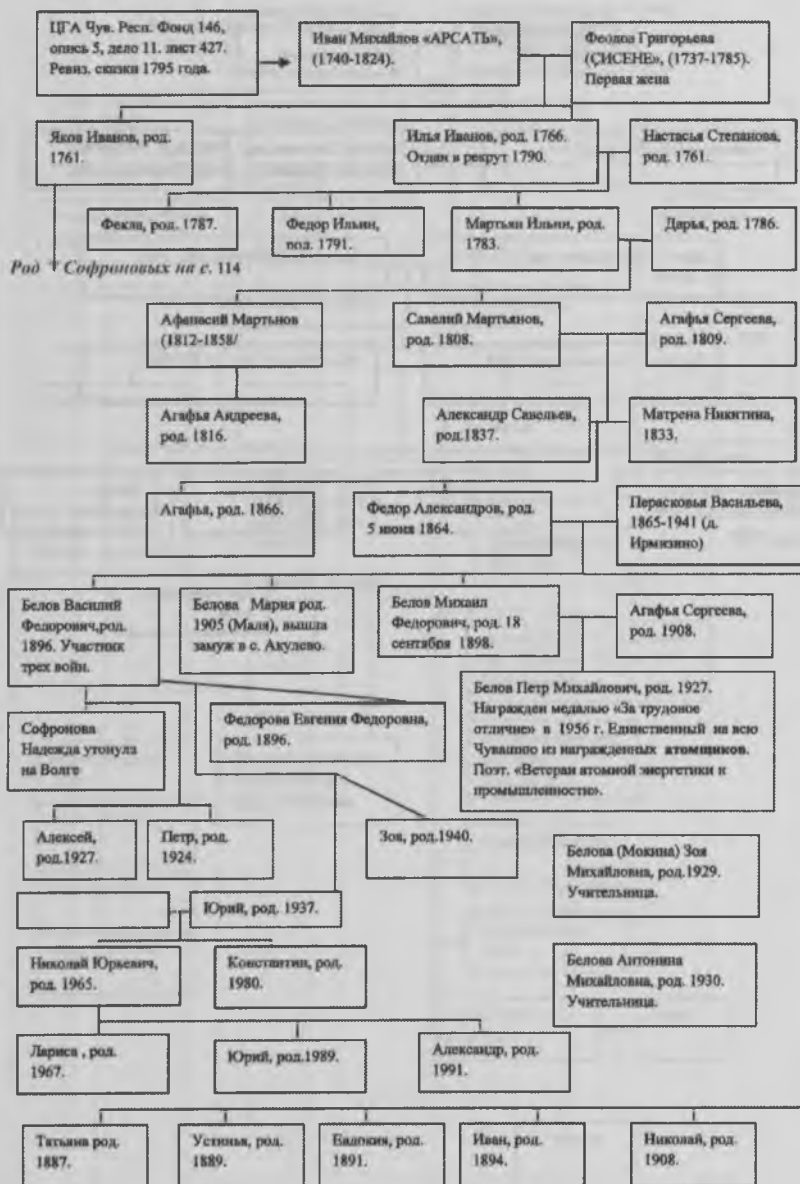 ЦГА Чув. Респ. Фонд 146,
опись 5, дело 11. лист 427.
Ревиз. сказки 1795 года.
Иван Михайлов «АРСАТЬ»,
(1740-1824).
Феодоз Григорьева
(ÇИСЕНЕ», (1737-1785).
Первая жена
Яков Иванов, род.
1761.
Илья Иванов, род. 1766.
Отдан в рекрут 1790.
Настасья Степанова,
род. 1761.
Фекла, род. 1787.
Федор Ильин,
род. 1791.
Мартьян Ильин, род.
1783.
Дарья, род. 1786.
Род Софроновых на с. 114
Афанасий Мартьнов
(1812-1858/
Савелий Мартьянов,
род. 1808.
Агафья Сергеева,
род. 1809.
Агафья Андреева,
род. 1816.
Александр Савельев,
род.1837.
Матрена Никитина,
1833.
Агафья, род. 1866.
Федор Александров, род.
5 июня 1864.
Перасковья Васильева,
1865-1941 (д.
Ирмизино)
Белов Василий
Федорович,род.
1896. Участник
трех войн.
Белова Мария род.
1905 (Маля), вышла
замуж в с. Акулево.
Белов Михаил
Федорович, род. 18
сентября 1898.
Агафья Сергеева,
род. 1908.
Софронова
Надежда утонула
на Волге
Федорова Евгения Федоровна,
род. 1896.
Белов Петр Михайлович, род. 1927.
Награжден медалью «За трудовое
отличие» в 1956 г. Единственный на всю
Чувашию из награжденных атомщиков.
Поэт. «Ветеран атомной энергетики и
промышленности».
Алексей,
род.1927.
Петр, род.
1924.
Зоя, род.1940.
Белова (Мокина) Зоя
Михайловна, род.1929.
Учительница.
Юрий, род. 1937.
Николай Юрьевич,
род. 1965.
Константин, род.
1980.
Белова Антонина
Михайловна, род. 1930.
Учительница.
Лариса , род.
1967.
Юрий, род.1989.
Александр, род.
1991.
Татьяна род.
1887.
Устинья, род.
1889.
Евдокия, род.
1891.
Иван, род.
1894.
Николай, род.
1908.